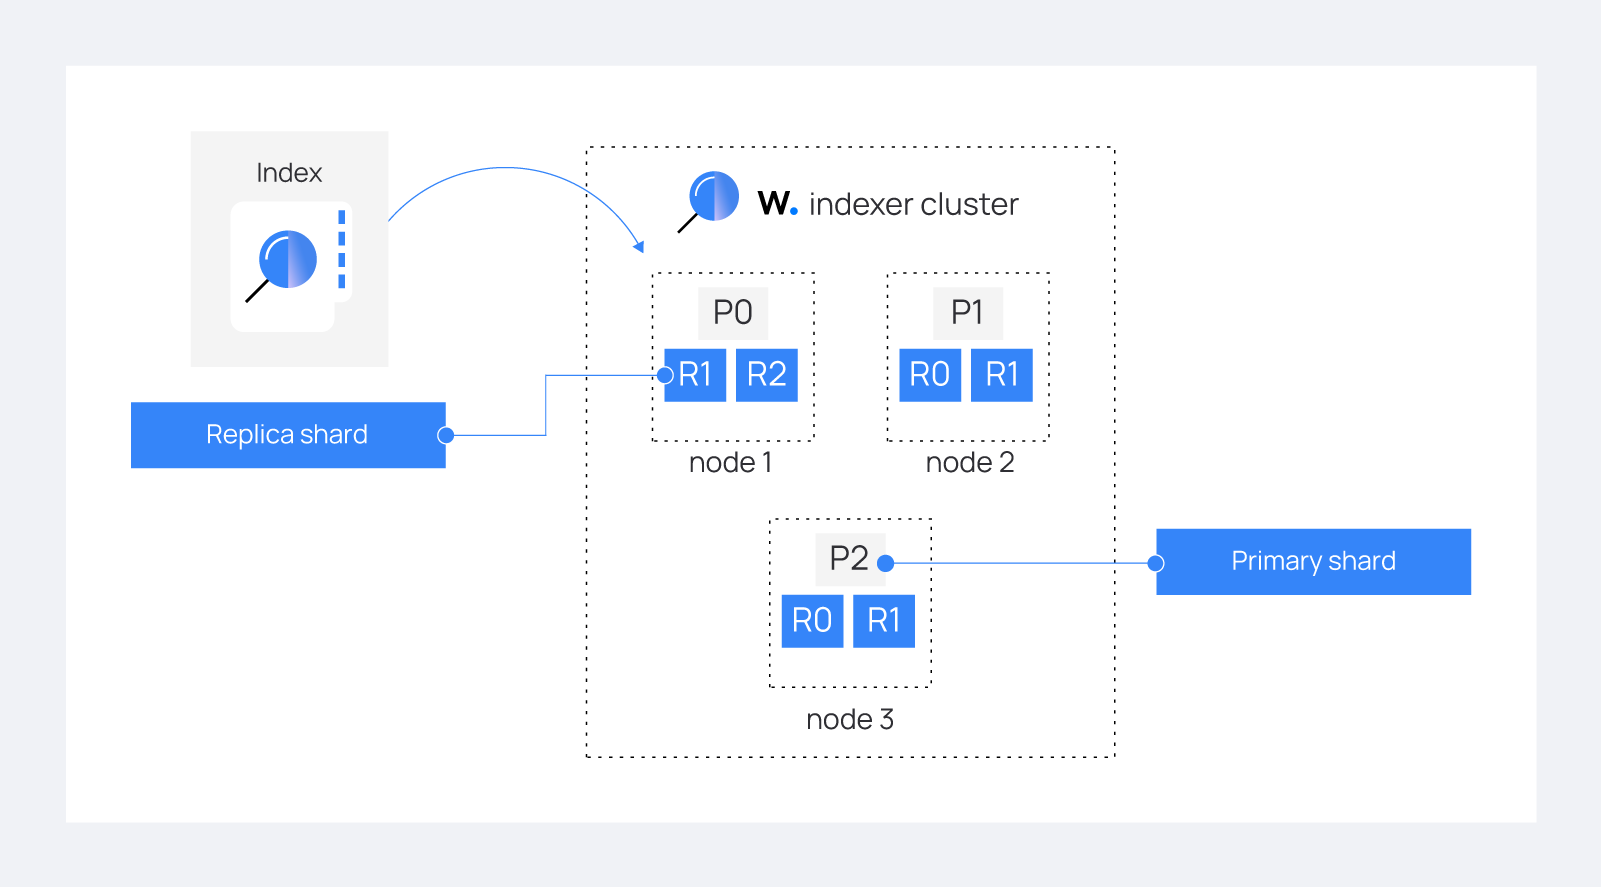 Index
W. indexer cluster
P0
R1 R2
node 1
P1
R0 R1
node 2
Replica shard
P2
R0 R1
node 3
Primary shard